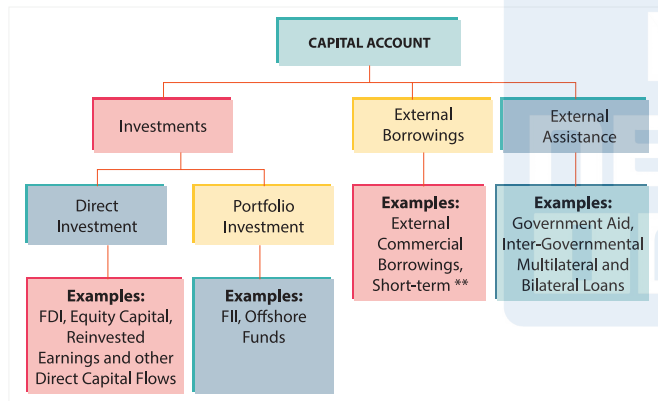 CAPITAL ACCOUNT
Investments
External
Borrowings
External
Assistance
Direct
Investment
Portfolio
Investment
Examples:
External
Commercial
Borrowings,
Short-term **
Examples:
Government Aid,
Inter-Governmental
Multilateral and
Bilateral Loans
Examples:
FDI, Equity Capital,
Reinvested
Earnings and other
Direct Capital Flows
Examples:
FII, Offshore
Funds